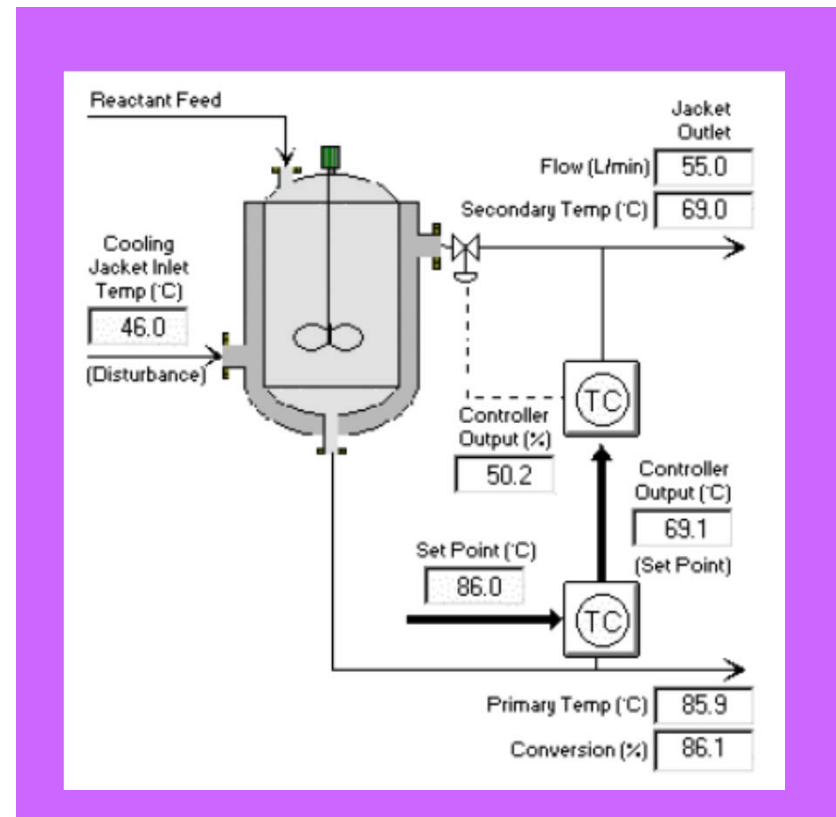 Reactant Feed
Jacket
Outlet
Flow (L/min) 55.0
Secondary Temp (°C) 69.0
Cooling
Jacket Inlet
Temp (°C)
46.0
(Disturbance)
TC
Controller
Output (%)
50.2
Controller
Output (°C)
69.1
(Set Point)
Set Point (°C)
86.0
TC
Primary Temp (°C) 85.9
Conversion (%) 86.1